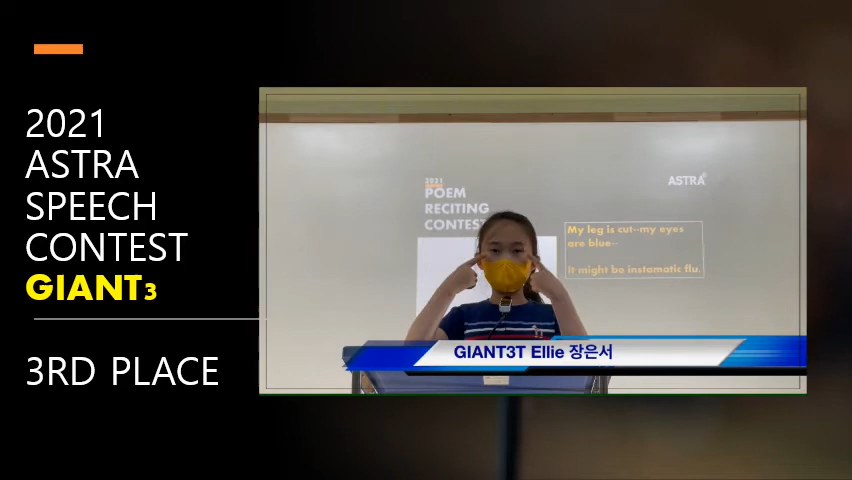 2021
ASTRA
SPEECH
CONTEST
GIANT3
3RD PLACE
2021
POEM
RECITING
CONTEST
ASTRA
My leg is cut--my eyes
are blue--
It might be instamatic flu.
GIANT3T Ellie 장은서